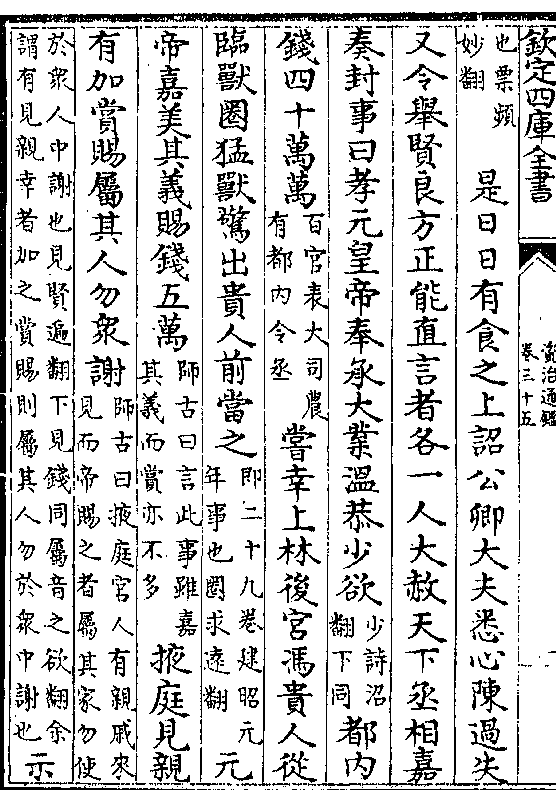 欽定四庫全書
資治通鑑
卷三十五
也票頻
妙翻
是日日有食之上詔公卿大夫悉心陳過失
又令舉賢良方正能直言者各一人大赦天下丞相嘉
奏封事曰孝元皇帝奉承大業溫恭少欲
少詩沼
翻下同
都内
錢四十萬萬
百官表大司農
有都内令丞
嘗幸上林後宮馮貴人從
臨獸圈猛獸驚出貴人前當之
即二十九卷建昭元
年事也圈求遠翻
元
帝嘉美其義賜錢五萬
師古曰言此事雖嘉
其義而賞亦不多
掖庭見親
有加賞賜屬其人勿衆謝
師古曰掖庭宮人有親戚來
見而帝賜之者屬其家勿使
於衆人中謝也見賢遍翻下見錢同屬音之欲翻余
謂有見親幸者加之賞賜則屬其人勿於衆中謝也
示